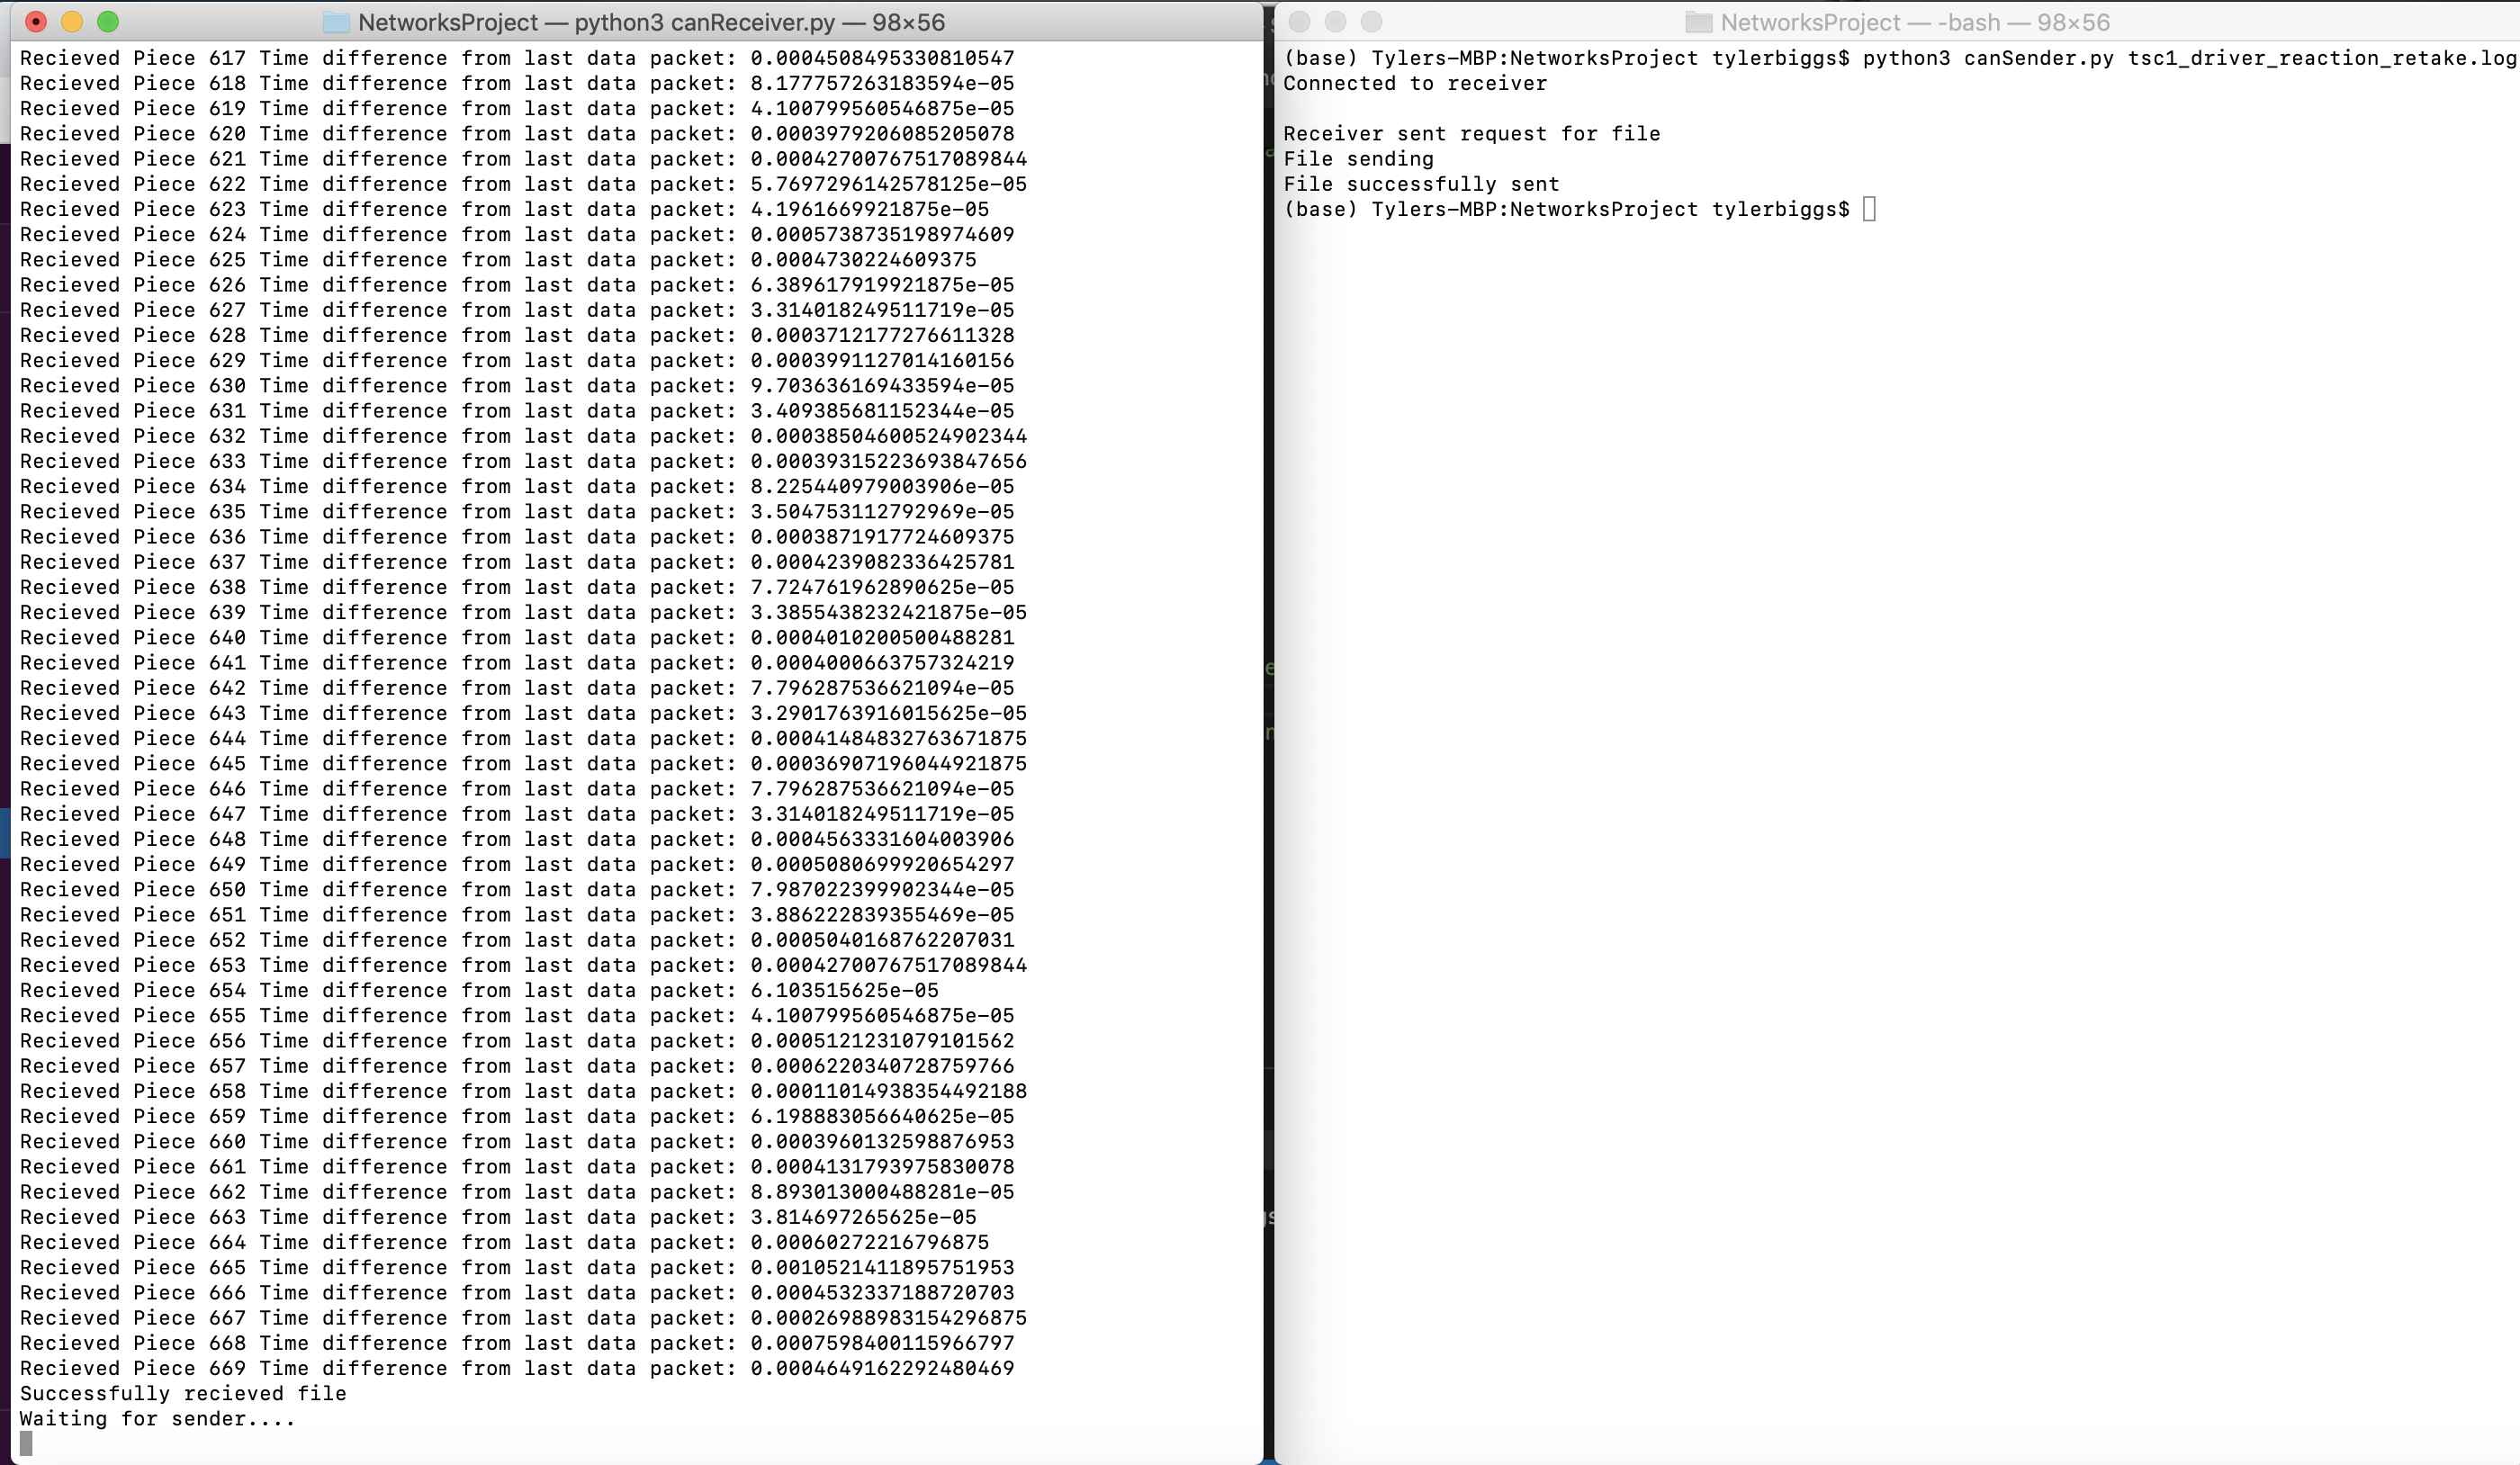 NetworksProject — python3 canReceiver.py — 98×56
Recieved Piece 617 Time difference from last data packet: 0.0004508495330810547
Recieved Piece 618 Time difference from last data packet: 8.177757263183594e-05
Recieved Piece 619 Time difference from last data packet: 4.100799560546875e-05
Recieved Piece 620 Time difference from last data packet: 0.0003979206085205078
Recieved Piece 621 Time difference from last data packet: 0.00042700767517089844
Recieved Piece 622 Time difference from last data packet: 5.7697296142578125e-05
Recieved Piece 623 Time difference from last data packet: 4.1961669921875e-05
Recieved Piece 624 Time difference from last data packet: 0.0005738735198974609
Recieved Piece 625 Time difference from last data packet: 0.0004730224609375
Recieved Piece 626 Time difference from last data packet: 6.389617919921875e-05
Recieved Piece 627 Time difference from last data packet: 3.314018249511719e-05
Recieved Piece 628 Time difference from last data packet: 0.0003712177276611328
Recieved Piece 629 Time difference from last data packet: 0.0003991127014160156
Recieved Piece 630 Time difference from last data packet: 9.703636169433594e-05
Recieved Piece 631 Time difference from last data packet: 3.409385681152344e-05
Recieved Piece 632 Time difference from last data packet: 0.00038504600524902344
Recieved Piece 633 Time difference from last data packet: 0.00039315223693847656
Recieved Piece 634 Time difference from last data packet: 8.225440979003906e-05
Recieved Piece 635 Time difference from last data packet: 3.504753112792969e-05
Recieved Piece 636 Time difference from last data packet: 0.0003871917724609375
Recieved Piece 637 Time difference from last data packet: 0.0004239082336425781
Recieved Piece 638 Time difference from last data packet: 7.724761962890625e-05
Recieved Piece 639 Time difference from last data packet: 3.3855438232421875e-05
Recieved Piece 640 Time difference from last data packet: 0.0004010200500488281
Recieved Piece 641 Time difference from last data packet: 0.0004000663757324219
Recieved Piece 642 Time difference from last data packet: 7.796287536621094e-05
Recieved Piece 643 Time difference from last data packet: 3.2901763916015625e-05
Recieved Piece 644 Time difference from last data packet: 0.00041484832763671875
Recieved Piece 645 Time difference from last data packet: 0.00036907196044921875
Recieved Piece 646 Time difference from last data packet: 7.796287536621094e-05
Recieved Piece 647 Time difference from last data packet: 3.314018249511719e-05
Recieved Piece 648 Time difference from last data packet: 0.0004563331604003906
Recieved Piece 649 Time difference from last data packet: 0.0005080699920654297
Recieved Piece 650 Time difference from last data packet: 7.987022399902344e-05
Recieved Piece 651 Time difference from last data packet: 3.886222839355469e-05
Recieved Piece 652 Time difference from last data packet: 0.0005040168762207031
Recieved Piece 653 Time difference from last data packet: 0.00042700767517089844
Recieved Piece 654 Time difference from last data packet: 6.103515625e-05
Recieved Piece 655 Time difference from last data packet: 4.100799560546875e-05
Recieved Piece 656 Time difference from last data packet: 0.0005121231079101562
Recieved Piece 657 Time difference from last data packet: 0.0006220340728759766
Recieved Piece 658 Time difference from last data packet: 0.00011014938354492188
Recieved Piece 659 Time difference from last data packet: 6.198883056640625e-05
Recieved Piece 660 Time difference from last data packet: 0.0003960132598876953
Recieved Piece 661 Time difference from last data packet: 0.0004131793975830078
Recieved Piece 662 Time difference from last data packet: 8.893013000488281e-05
Recieved Piece 663 Time difference from last data packet: 3.814697265625e-05
Recieved Piece 664 Time difference from last data packet: 0.00060272216796875
Recieved Piece 665 Time difference from last data packet: 0.0010521411895751953
Recieved Piece 666 Time difference from last data packet: 0.0004532337188720703
Recieved Piece 667 Time difference from last data packet: 0.00026988983154296875
Recieved Piece 668 Time difference from last data packet: 0.0007598400115966797
Recieved Piece 669 Time difference from last data packet: 0.0004649162292480469
Successfully recieved file
Waiting for sender....
NetworksProject — -bash — 98×56
(base) Tylers-MBP:NetworksProject tylerbiggs$ python3 canSender.py tsc1_driver_reaction_retake.log
Connected to receiver
Receiver sent request for file
File sending
File successfully sent
(base) Tylers-MBP:NetworksProject tylerbiggs$